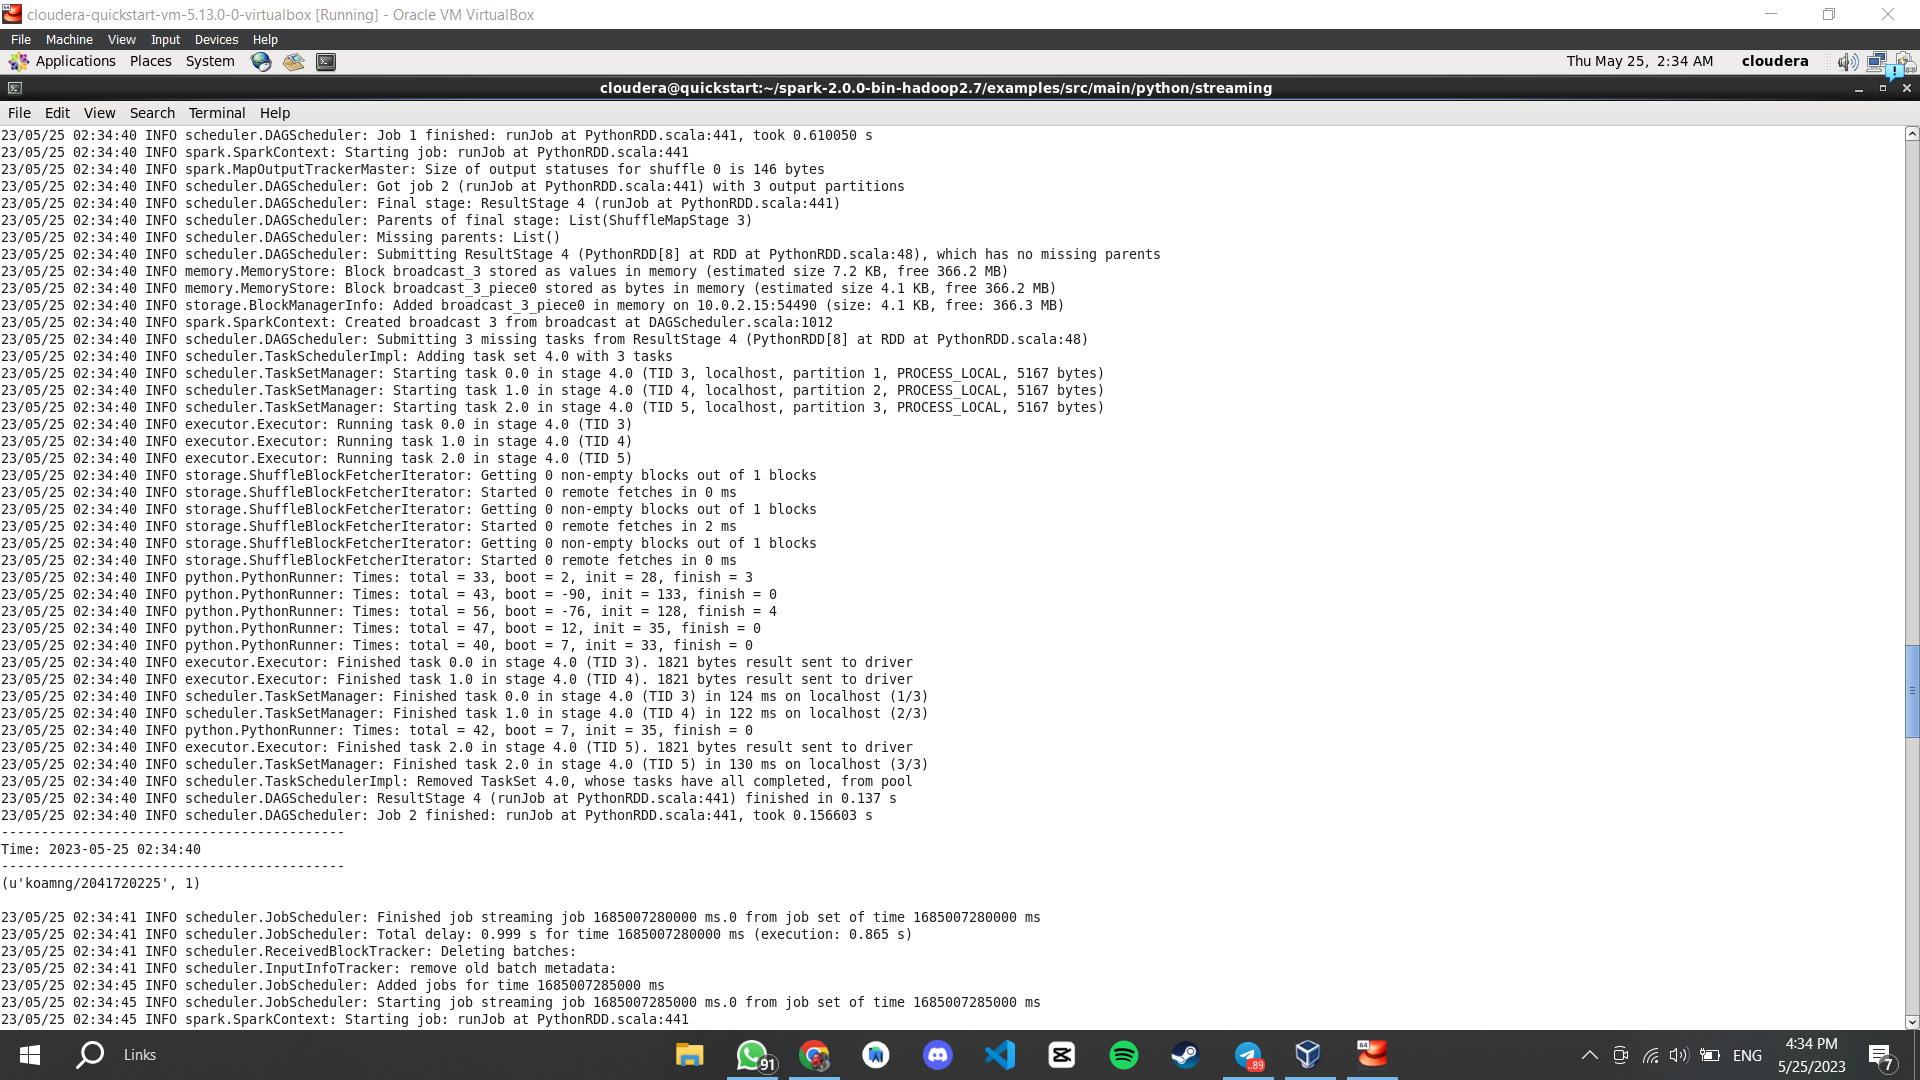 cloudera-quickstart-vm-5.13.0-0-virtualbox [Running] - Oracle VM VirtualBox
File Machine View Input Devices Help
Applications Places System Thu May 25, 2:34 AM cloudera
cloudera@quickstart:~/spark-2.0.0-bin-hadoop2.7/examples/src/main/python/streaming
File Edit View Search Terminal Help
23/05/25 02:34:40 INFO scheduler.DAGScheduler: Job 1 finished: runJob at PythonRDD.scala:441, took 0.610050 s
23/05/25 02:34:40 INFO spark.SparkContext: Starting job: runJob at PythonRDD.scala:441
23/05/25 02:34:40 INFO spark.MapOutputTrackerMaster: Size of output statuses for shuffle 0 is 146 bytes
23/05/25 02:34:40 INFO scheduler.DAGScheduler: Got job 2 (runJob at PythonRDD.scala:441) with 3 output partitions
23/05/25 02:34:40 INFO scheduler.DAGScheduler: Final stage: ResultStage 4 (runJob at PythonRDD.scala:441)
23/05/25 02:34:40 INFO scheduler.DAGScheduler: Parents of final stage: List(ShuffleMapStage 3)
23/05/25 02:34:40 INFO scheduler.DAGScheduler: Missing parents: List()
23/05/25 02:34:40 INFO scheduler.DAGScheduler: Submitting ResultStage 4 (PythonRDD[8] at RDD at PythonRDD.scala:48), which has no missing parents
23/05/25 02:34:40 INFO memory.MemoryStore: Block broadcast_3 stored as values in memory (estimated size 7.2 KB, free 366.2 MB)
23/05/25 02:34:40 INFO memory.MemoryStore: Block broadcast_3_piece0 stored as bytes in memory (estimated size 4.1 KB, free 366.2 MB)
23/05/25 02:34:40 INFO storage.BlockManagerInfo: Added broadcast_3_piece0 in memory on 10.0.2.15:54490 (size: 4.1 KB, free: 366.3 MB)
23/05/25 02:34:40 INFO spark.SparkContext: Created broadcast 3 from broadcast at DAGScheduler.scala:1012
23/05/25 02:34:40 INFO scheduler.DAGScheduler: Submitting 3 missing tasks from ResultStage 4 (PythonRDD[8] at RDD at PythonRDD.scala:48)
23/05/25 02:34:40 INFO scheduler.TaskSchedulerImpl: Adding task set 4.0 with 3 tasks
23/05/25 02:34:40 INFO scheduler.TaskSetManager: Starting task 0.0 in stage 4.0 (TID 3, localhost, partition 1, PROCESS_LOCAL, 5167 bytes)
23/05/25 02:34:40 INFO scheduler.TaskSetManager: Starting task 1.0 in stage 4.0 (TID 4, localhost, partition 2, PROCESS_LOCAL, 5167 bytes)
23/05/25 02:34:40 INFO scheduler.TaskSetManager: Starting task 2.0 in stage 4.0 (TID 5, localhost, partition 3, PROCESS_LOCAL, 5167 bytes)
23/05/25 02:34:40 INFO executor.Executor: Running task 0.0 in stage 4.0 (TID 3)
23/05/25 02:34:40 INFO executor.Executor: Running task 1.0 in stage 4.0 (TID 4)
23/05/25 02:34:40 INFO executor.Executor: Running task 2.0 in stage 4.0 (TID 5)
23/05/25 02:34:40 INFO storage.ShuffleBlockFetcherIterator: Getting 0 non-empty blocks out of 1 blocks
23/05/25 02:34:40 INFO storage.ShuffleBlockFetcherIterator: Started 0 remote fetches in 0 ms
23/05/25 02:34:40 INFO storage.ShuffleBlockFetcherIterator: Getting 0 non-empty blocks out of 1 blocks
23/05/25 02:34:40 INFO storage.ShuffleBlockFetcherIterator: Started 0 remote fetches in 2 ms
23/05/25 02:34:40 INFO storage.ShuffleBlockFetcherIterator: Getting 0 non-empty blocks out of 1 blocks
23/05/25 02:34:40 INFO storage.ShuffleBlockFetcherIterator: Started 0 remote fetches in 0 ms
23/05/25 02:34:40 INFO python.PythonRunner: Times: total = 33, boot = 2, init = 28, finish = 3
23/05/25 02:34:40 INFO python.PythonRunner: Times: total = 43, boot = -90, init = 133, finish = 0
23/05/25 02:34:40 INFO python.PythonRunner: Times: total = 56, boot = -76, init = 128, finish = 4
23/05/25 02:34:40 INFO python.PythonRunner: Times: total = 47, boot = 12, init = 35, finish = 0
23/05/25 02:34:40 INFO python.PythonRunner: Times: total = 40, boot = 7, init = 33, finish = 0
23/05/25 02:34:40 INFO executor.Executor: Finished task 0.0 in stage 4.0 (TID 3). 1821 bytes result sent to driver
23/05/25 02:34:40 INFO executor.Executor: Finished task 1.0 in stage 4.0 (TID 4). 1821 bytes result sent to driver
23/05/25 02:34:40 INFO scheduler.TaskSetManager: Finished task 0.0 in stage 4.0 (TID 3) in 124 ms on localhost (1/3)
23/05/25 02:34:40 INFO scheduler.TaskSetManager: Finished task 1.0 in stage 4.0 (TID 4) in 122 ms on localhost (2/3)
23/05/25 02:34:40 INFO python.PythonRunner: Times: total = 42, boot = 7, init = 35, finish = 0
23/05/25 02:34:40 INFO executor.Executor: Finished task 2.0 in stage 4.0 (TID 5). 1821 bytes result sent to driver
23/05/25 02:34:40 INFO scheduler.TaskSetManager: Finished task 2.0 in stage 4.0 (TID 5) in 130 ms on localhost (3/3)
23/05/25 02:34:40 INFO scheduler.TaskSchedulerImpl: Removed TaskSet 4.0, whose tasks have all completed, from pool
23/05/25 02:34:40 INFO scheduler.DAGScheduler: ResultStage 4 (runJob at PythonRDD.scala:441) finished in 0.137 s
23/05/25 02:34:40 INFO scheduler.DAGScheduler: Job 2 finished: runJob at PythonRDD.scala:441, took 0.156603 s
-------------------------------------------
Time: 2023-05-25 02:34:40
-------------------------------------------
(u'koamng/2041720225', 1)
23/05/25 02:34:41 INFO scheduler.JobScheduler: Finished job streaming job 1685007280000 ms.0 from job set of time 1685007280000 ms
23/05/25 02:34:41 INFO scheduler.JobScheduler: Total delay: 0.999 s for time 1685007280000 ms (execution: 0.865 s)
23/05/25 02:34:41 INFO scheduler.ReceivedBlockTracker: Deleting batches:
23/05/25 02:34:41 INFO scheduler.InputInfoTracker: remove old batch metadata:
23/05/25 02:34:45 INFO scheduler.JobScheduler: Added jobs for time 1685007285000 ms
23/05/25 02:34:45 INFO scheduler.JobScheduler: Starting job streaming job 1685007285000 ms.0 from job set of time 1685007285000 ms
23/05/25 02:34:45 INFO spark.SparkContext: Starting job: runJob at PythonRDD.scala:441
Links 91 ..89 64 ENG 4:34 PM 7
5/25/2023